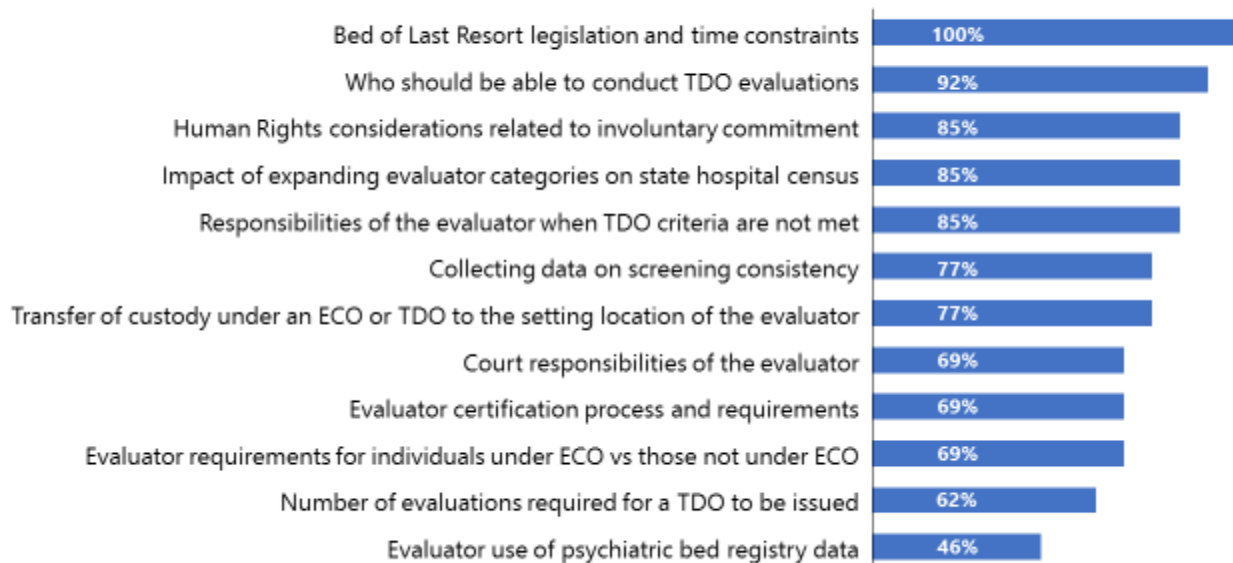 Bed of Last Resort legislation and time constraints 100%
Who should be able to conduct TDO evaluations 92%
Human Rights considerations related to involuntary commitment 85%
Impact of expanding evaluator categories on state hospital census 85%
Responsibilities of the evaluator when TDO criteria are not met 85%
Collecting data on screening consistency 77%
Transfer of custody under an ECO or TDO to the setting location of the evaluator 77%
Court responsibilities of the evaluator 69%
Evaluator certification process and requirements 69%
Evaluator requirements for individuals under ECO vs those not under ECO 69%
Number of evaluations required for a TDO to be issued 62%
Evaluator use of psychiatric bed registry data 46%